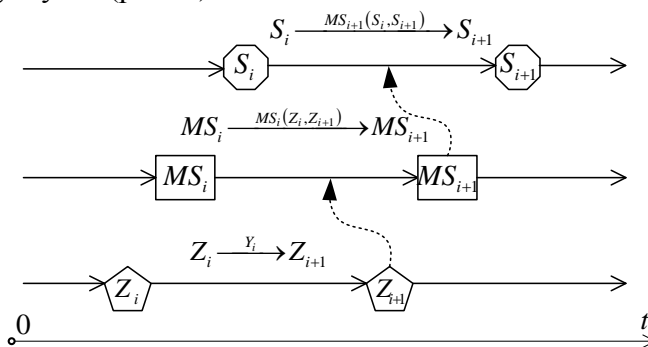 S_i —MS_{i+1}(S_i, S_{i+1})→ S_{i+1}
S_i S_{i+1}
MS_i —MS_i(Z_i, Z_{i+1})→ MS_{i+1}
MS_i MS_{i+1}
Z_i —Y_i→ Z_{i+1}
Z_i Z_{i+1}
0 t